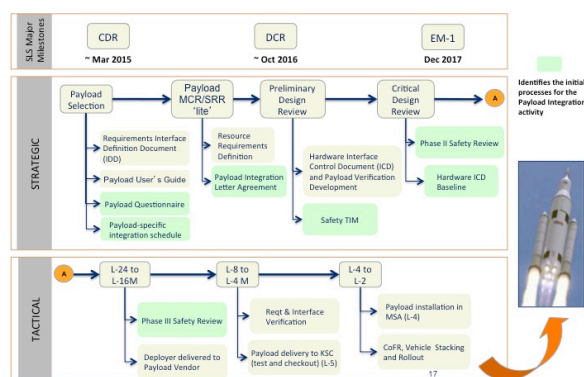 SLS Major
Milestones
CDR
DCR
EM-1
~ Mar 2015
~ Oct 2016
Dec 2017
Identifies the initial
processes for the
Payload Integration
activity
STRATEGIC
Payload
Selection
Payload
MCR/SRR
‘lite’
Preliminary
Design
Review
Critical
Design
Review
A
Requirements Interface
Definition Document
(IDD)
Payload User’s Guide
Payload Questionnaire
Payload-specific
integration schedule
Resource
Requirements
Definition
Payload Integration
Letter Agreement
Hardware Interface
Control Document (ICD)
and Payload Verification
Development
Safety TIM
Phase II Safety Review
Hardware ICD
Baseline
TACTICAL
A
L-24 to
L-16M
L-8 to
L-4 M
L-4 to
L-2
Phase III Safety Review
Deployer delivered to
Payload Vendor
Reqt & Interface
Verification
Payload delivery to KSC
(test and checkout) (L-5)
Payload installation in
MSA (L-4)
CoFR, Vehicle Stacking
and Rollout
17